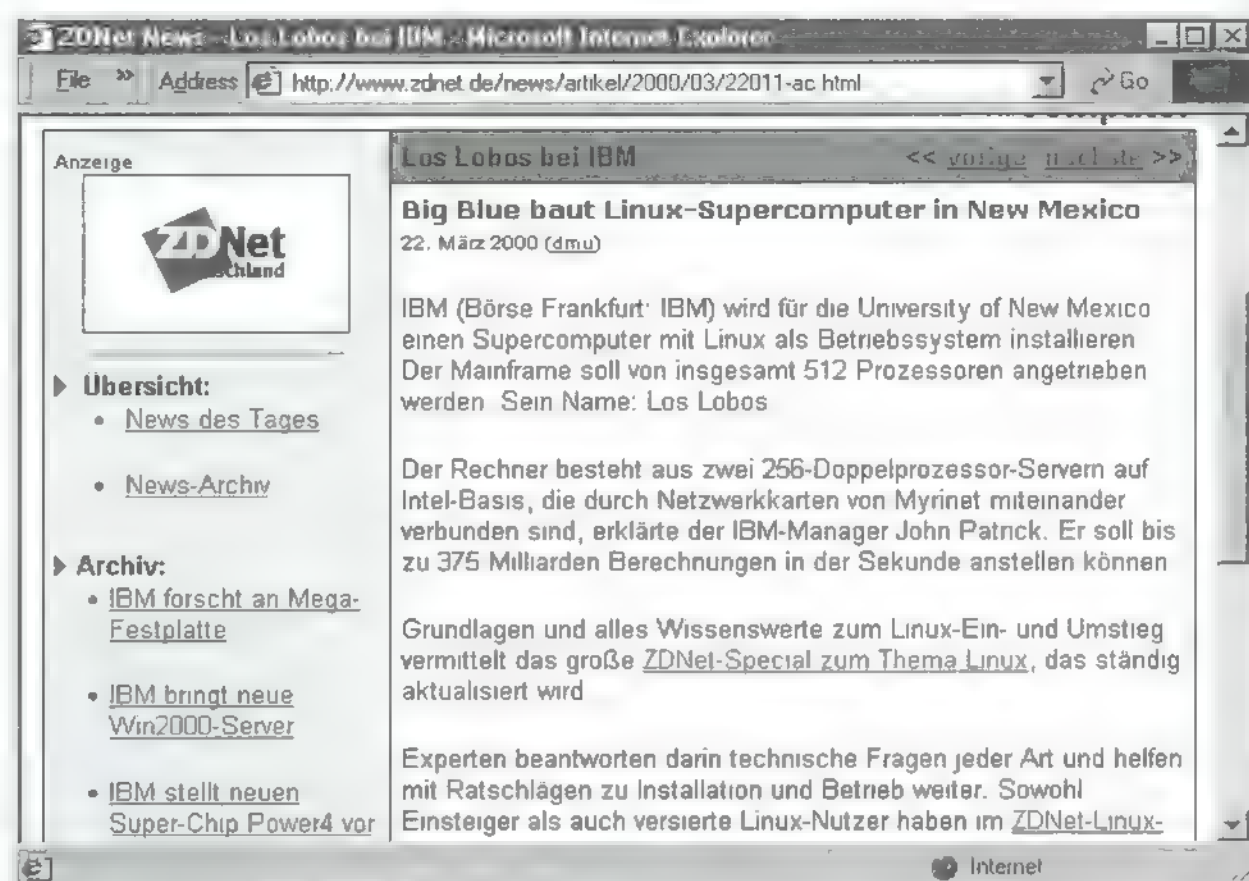 ZDNet News - Los Lobos bei IBM - Microsoft Internet Explorer
File » Address http://www.zdnet.de/news/artikel/2000/03/22011-ac.html Go
Anzeige
ZDNet
Übersicht:
• News des Tages
• News-Archiv
Archiv:
• IBM forscht an Mega-
Festplatte
• IBM bringt neue
Win2000-Server
• IBM stellt neuen
Super-Chip Power4 vor
Los Lobos bei IBM << vorige nächste >>
Big Blue baut Linux-Supercomputer in New Mexico
22. März 2000 (dmu)
IBM (Börse Frankfurt: IBM) wird für die University of New Mexico
einen Supercomputer mit Linux als Betriebssystem installieren
Der Mainframe soll von insgesamt 512 Prozessoren angetrieben
werden Sein Name: Los Lobos
Der Rechner besteht aus zwei 256-Doppelprozessor-Servern auf
Intel-Basis, die durch Netzwerkkarten von Myrinet miteinander
verbunden sind, erklärte der IBM-Manager John Patrick. Er soll bis
zu 375 Milliarden Berechnungen in der Sekunde anstellen können
Grundlagen und alles Wissenswerte zum Linux-Ein- und Umstieg
vermittelt das große ZDNet-Special zum Thema Linux, das ständig
aktualisiert wird
Experten beantworten darin technische Fragen jeder Art und helfen
mit Ratschlägen zu Installation und Betrieb weiter. Sowohl
Einsteiger als auch versierte Linux-Nutzer haben im ZDNet-Linux-
Internet